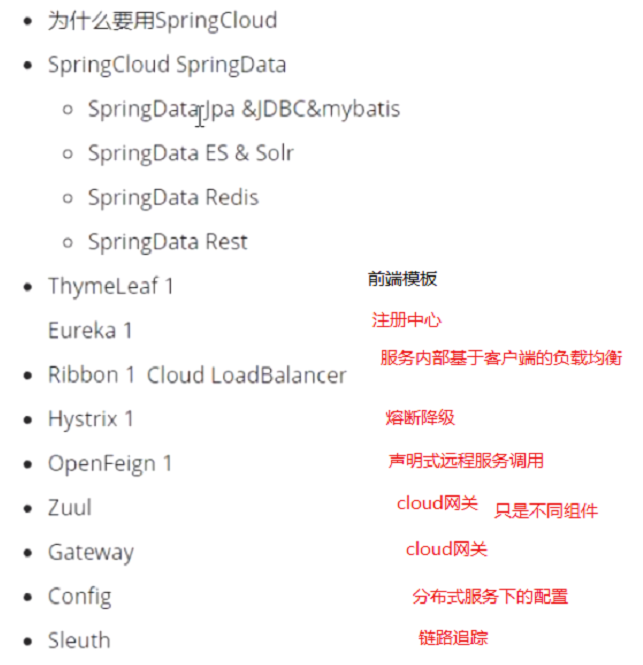 为什么要用SpringCloud
SpringCloud SpringData
SpringData Jpa &JDBC&mybatis
SpringData ES & Solr
SpringData Redis
SpringData Rest
ThymeLeaf 1 前端模板
Eureka 1 注册中心
Ribbon 1 Cloud LoadBalancer 服务内部基于客户端的负载均衡
Hystrix 1 熔断降级
OpenFeign 1 声明式远程服务调用
Zuul cloud网关 只是不同组件
Gateway cloud网关
Config 分布式服务下的配置
Sleuth 链路追踪